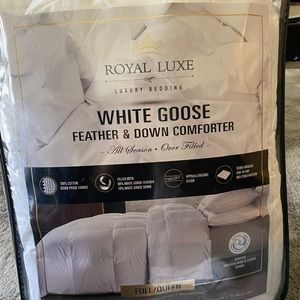 ROYAL LUXE
LUXURY BEDDING
WHITE GOOSE
FEATHER & DOWN COMFORTER
- All Season • Over Filled -
100% COTTON
DOWN PROOF FABRIC
FILLED WITH
90% WHITE GOOSE FEATHER
10% WHITE GOOSE DOWN
HYPOALLERGENIC
CLEAN
FULL/QUEEN